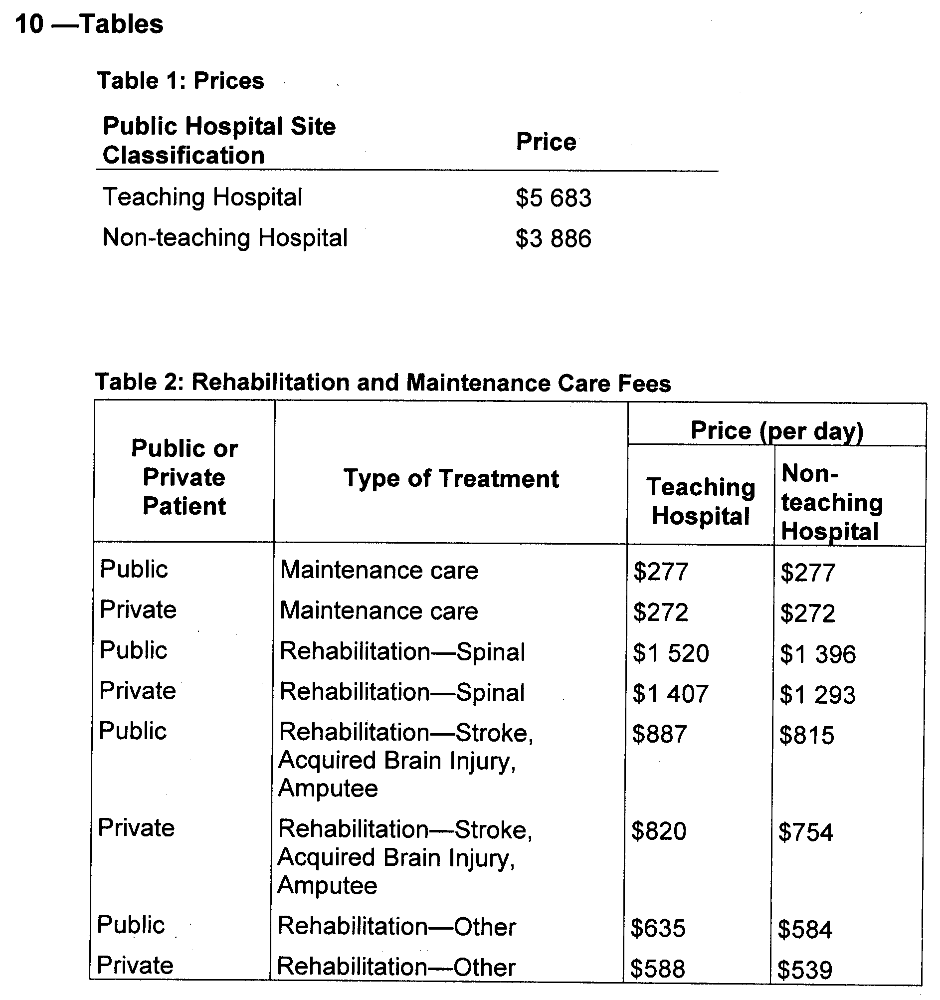 10 —Tables
Table 1: Prices
Public Hospital Site
Classification
Price
Teaching Hospital $5 683
Non-teaching Hospital $3 886
Table 2: Rehabilitation and Maintenance Care Fees
Public or
Private
Patient
Type of Treatment
Price (per day)
Teaching
Hospital
Non-
teaching
Hospital
Public Maintenance care $277 $277
Private Maintenance care $272 $272
Public Rehabilitation—Spinal $1 520 $1 396
Private Rehabilitation—Spinal $1 407 $1 293
Public Rehabilitation—Stroke, $887 $815
Acquired Brain Injury,
Amputee
Private Rehabilitation—Stroke, $820 $754
Acquired Brain Injury,
Amputee
Public Rehabilitation—Other $635 $584
Private Rehabilitation—Other $588 $539